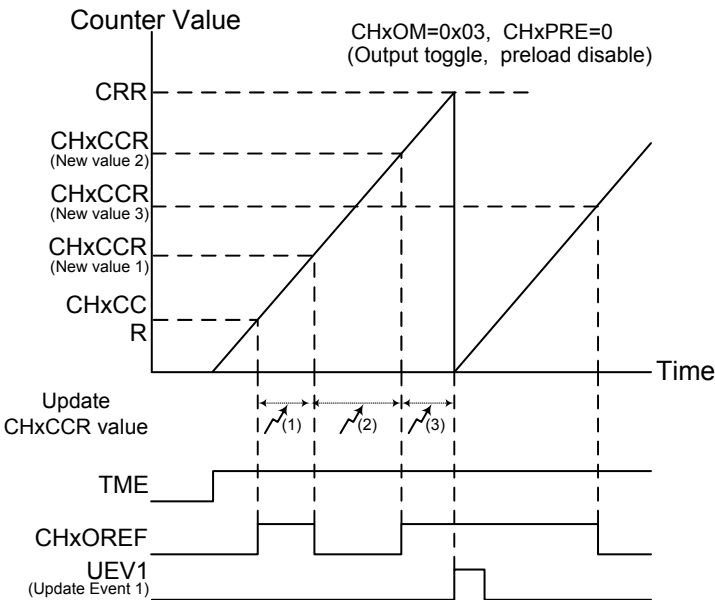 Counter Value
CHxOM=0x03, CHxPRE=0
(Output toggle, preload disable)
CRR
CHxCCR
(New value 2)
CHxCCR
(New value 3)
CHxCCR
(New value 1)
CHxCC
R
Time
Update
CHxCCR value
(1)
(2)
(3)
TME
CHxOREF
UEV1
(Update Event 1)